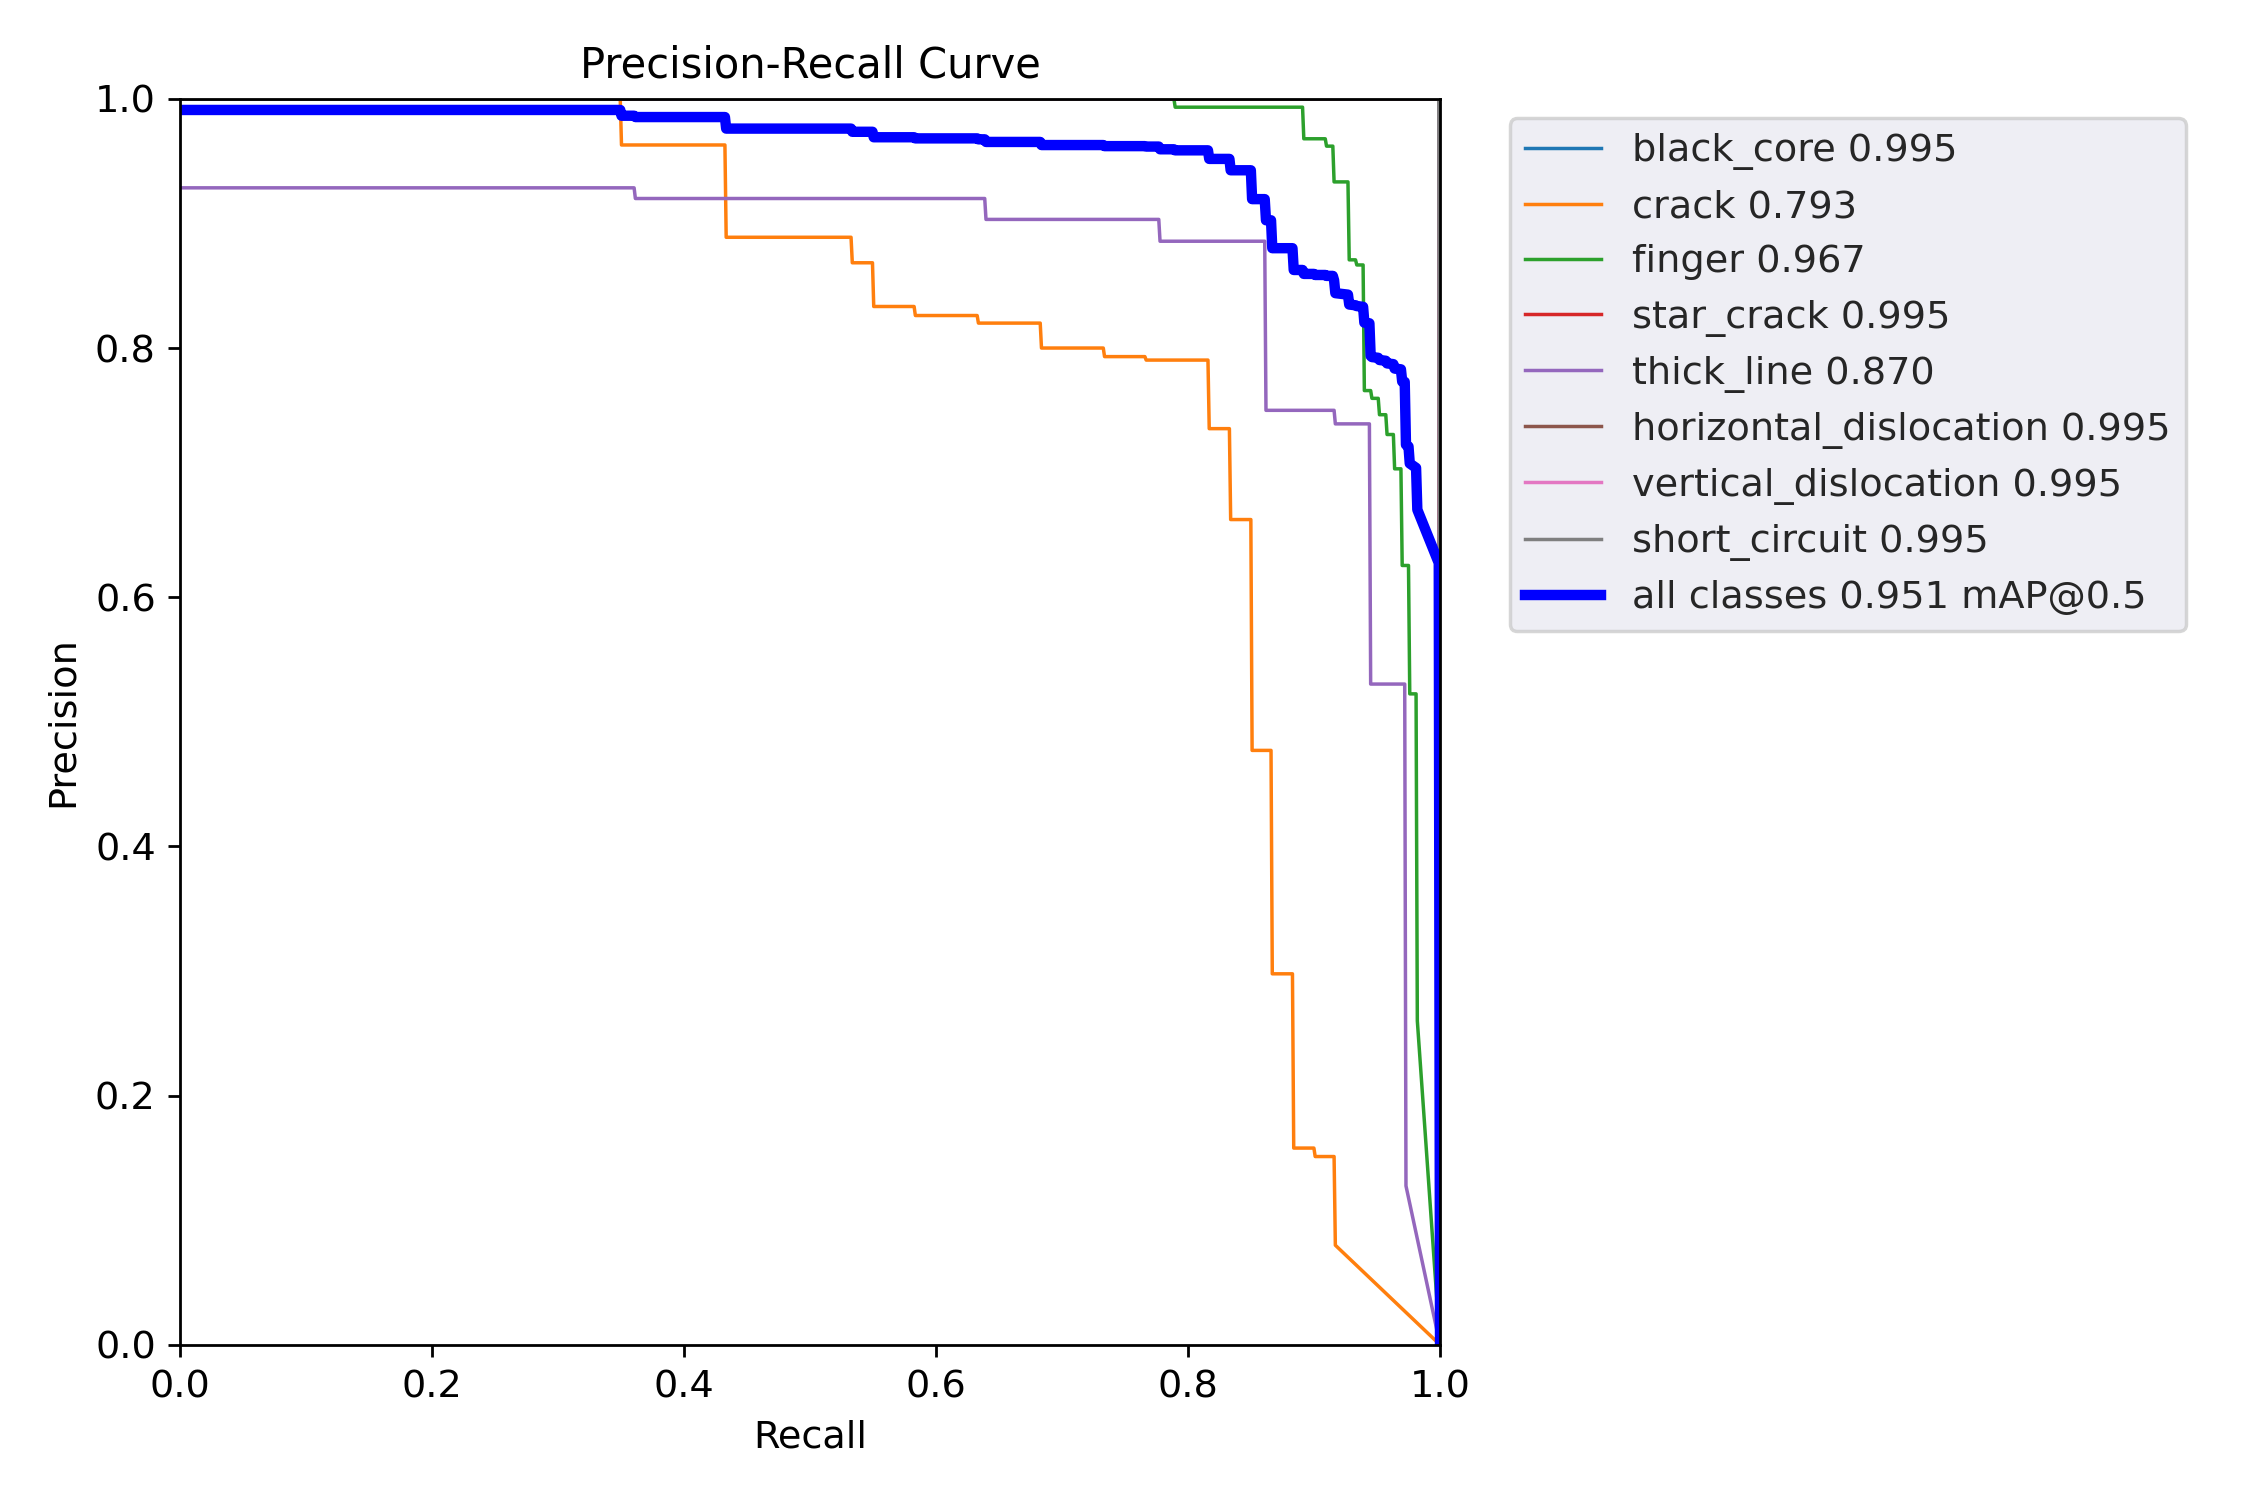 Precision-Recall Curve
1.0
0.8
0.6
0.4
0.2
0.0
Precision
0.0 0.2 0.4 0.6 0.8 1.0
Recall
black_core 0.995
crack 0.793
finger 0.967
star_crack 0.995
thick_line 0.870
horizontal_dislocation 0.995
vertical_dislocation 0.995
short_circuit 0.995
all classes 0.951 mAP@0.5